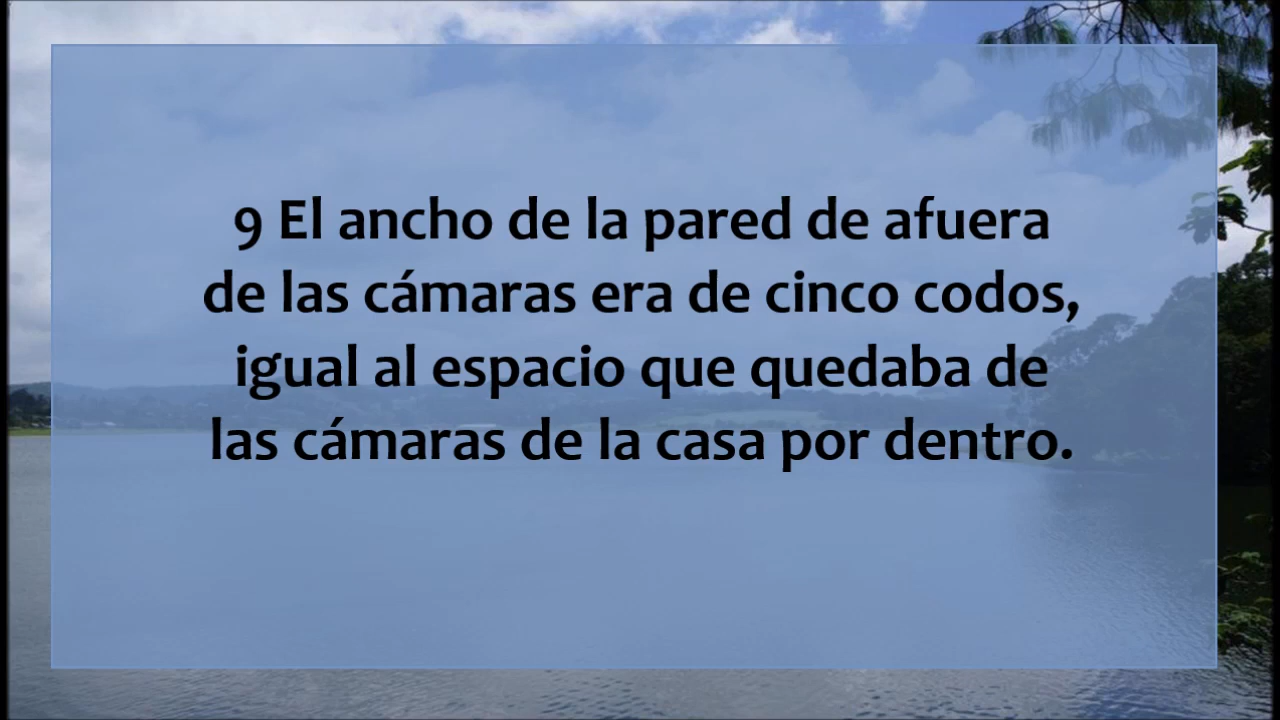 9 El ancho de la pared de afuera
de las cámaras era de cinco codos,
igual al espacio que quedaba de
las cámaras de la casa por dentro.